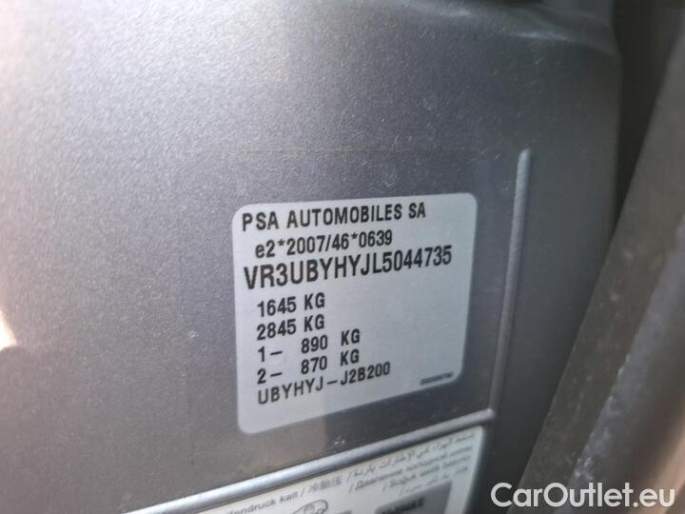 PSA AUTOMOBILES SA
e2*2007/46*0639
VR3UBYHYJL5044735
1645 KG
2845 KG
1- 890 KG
2- 870 KG
UBYHYJ-J2B200
CarOutlet.eu